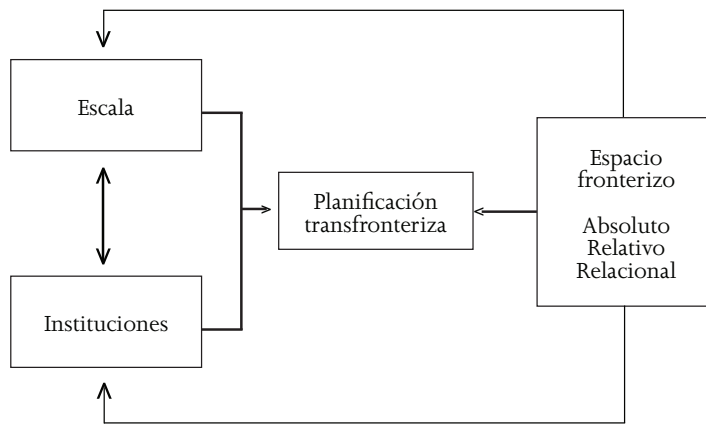 Escala
Instituciones
Planificación
transfronteriza
Espacio
fronterizo
Absoluto
Relativo
Relacional